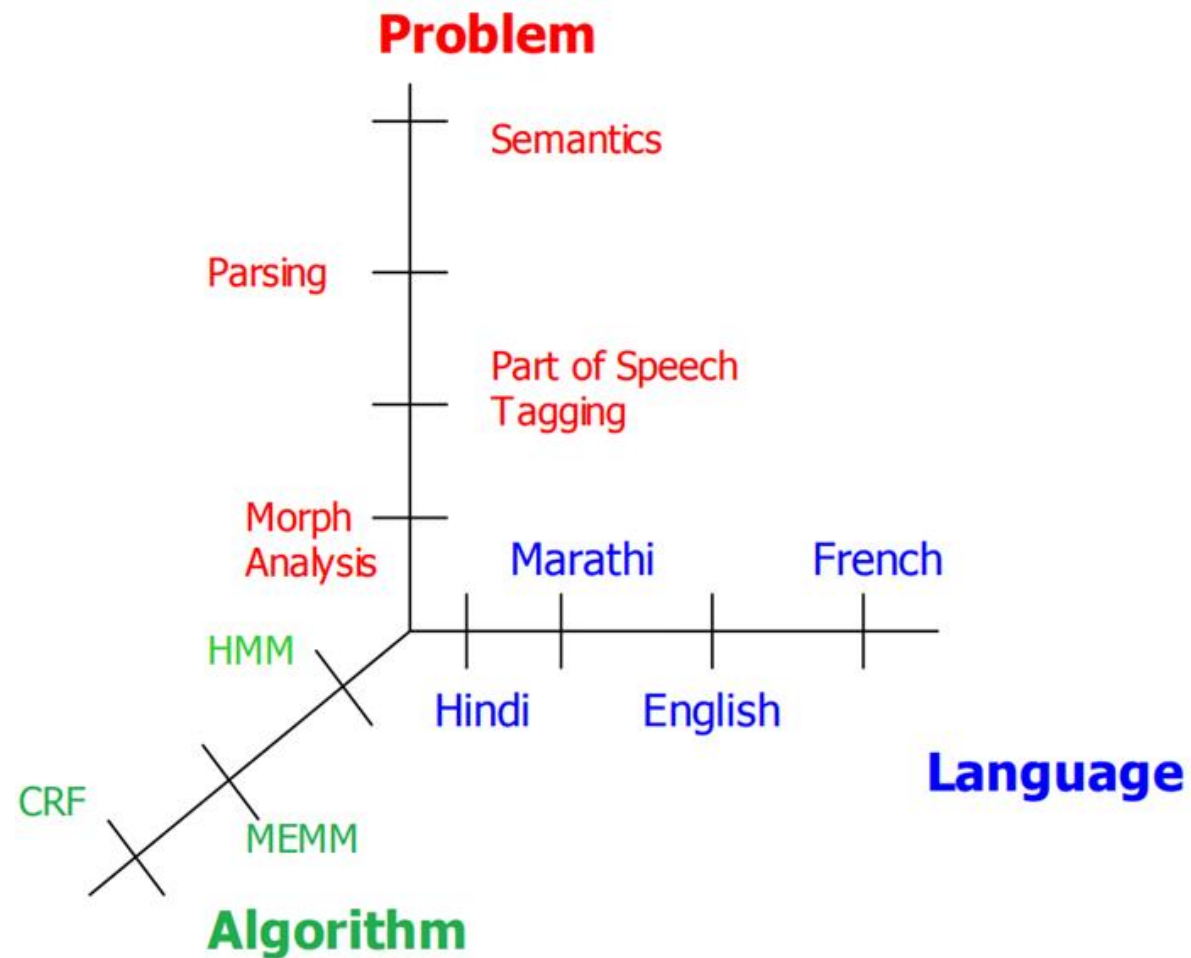 Problem
Semantics
Parsing
Part of Speech
Tagging
Morph
Analysis
Marathi
French
HMM
Hindi
English
Language
CRF
MEMM
Algorithm